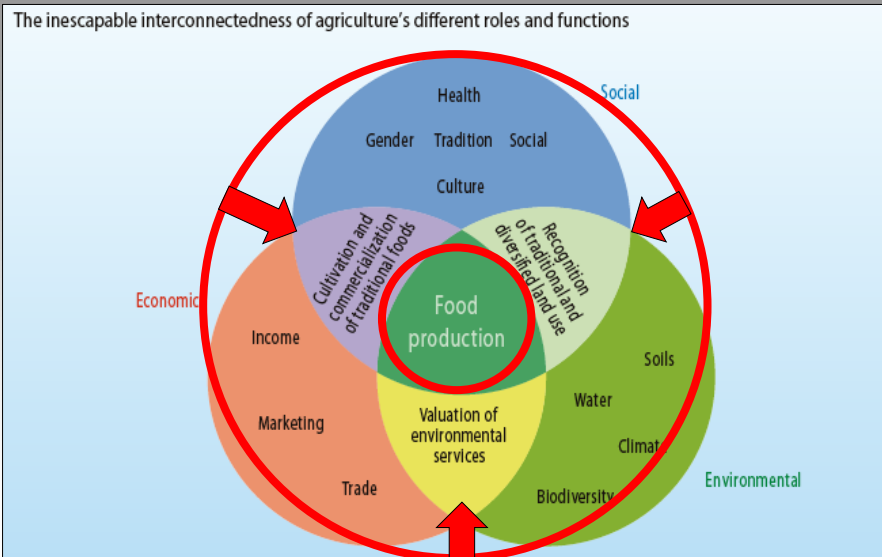 The inescapable interconnectedness of agriculture's different roles and functions
Social
Health
Gender Tradition Social
Culture
Cultivation and
commercialization
of traditional foods
Recognition
of traditional and
diversified land use
Economic
Food
production
Income
Marketing
Trade
Valuation of
environmental
services
Soils
Water
Climate
Biodiversity
Environmental